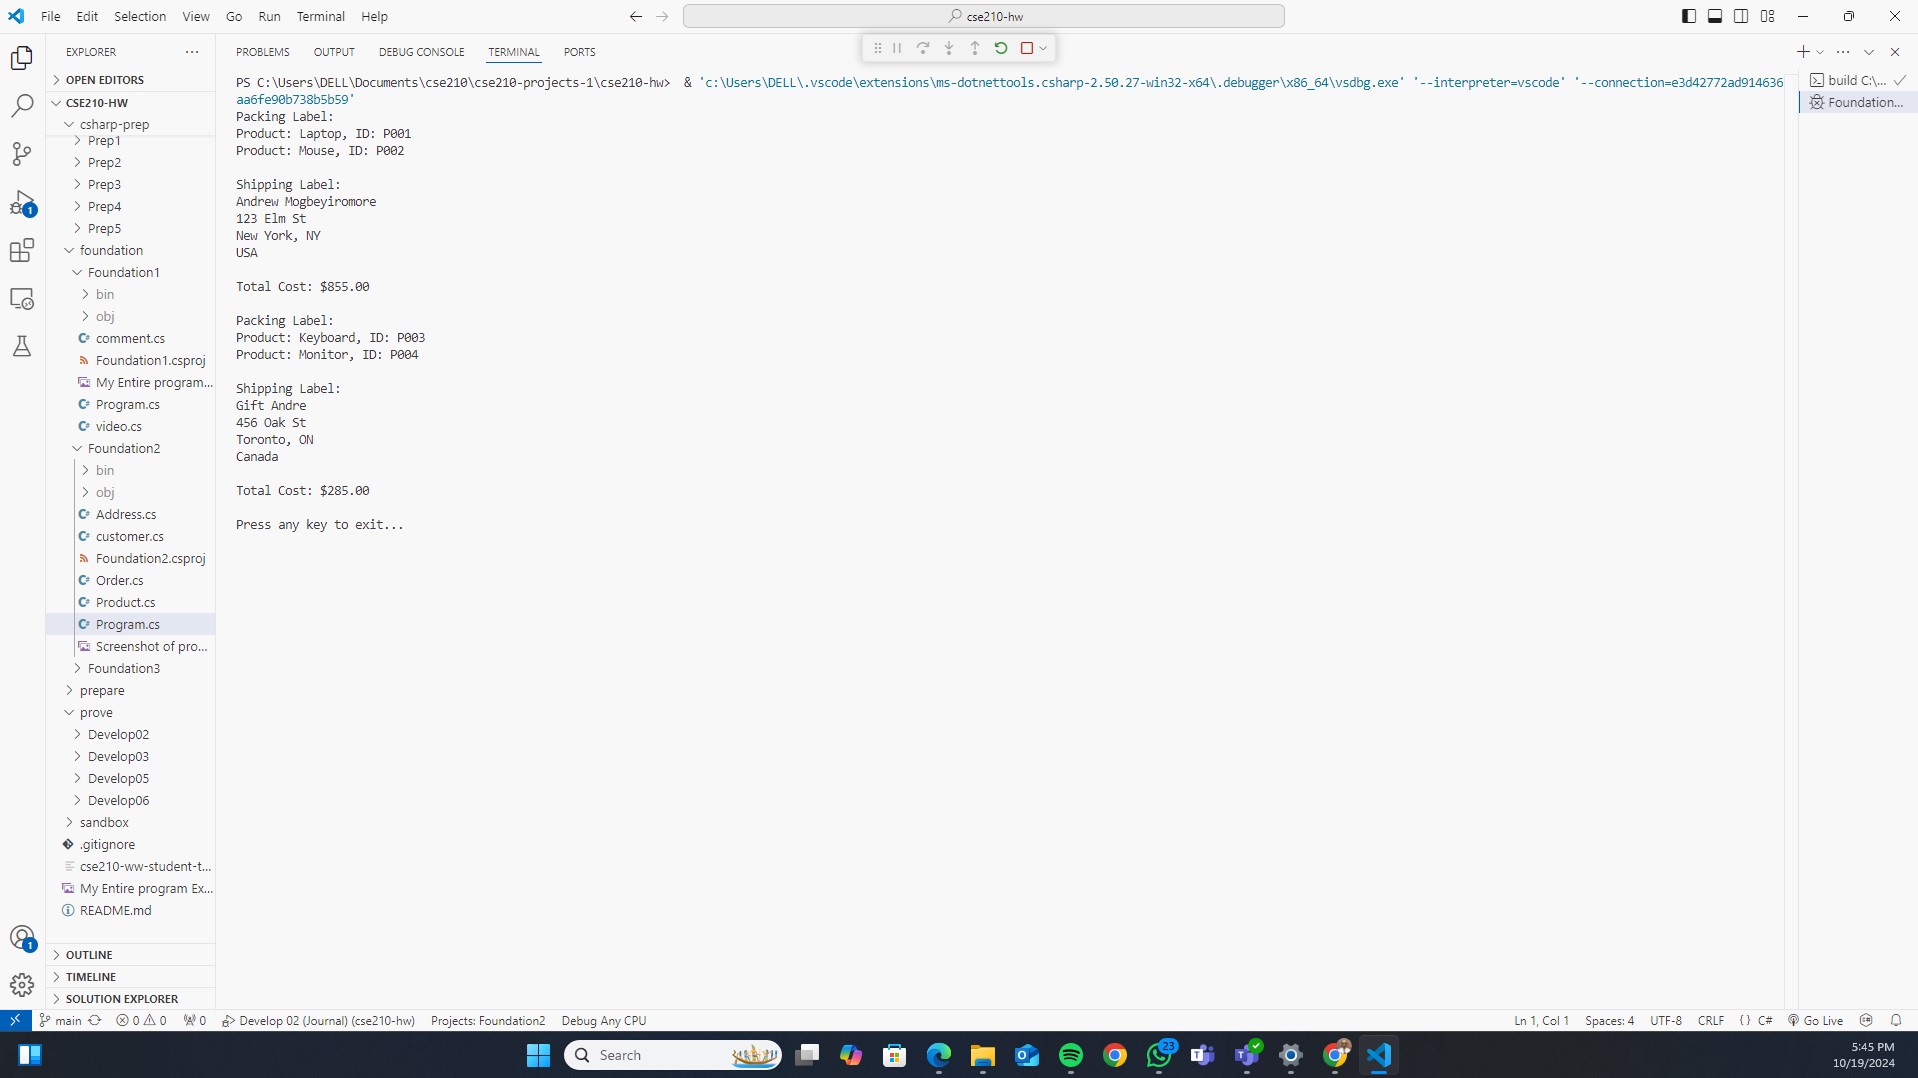 File Edit Selection View Go Run Terminal Help
cse210-hw
EXPLORER
PROBLEMS OUTPUT DEBUG CONSOLE TERMINAL PORTS
OPEN EDITORS
CSE210-HW
csharp-prep
Prep1
Prep2
Prep3
Prep4
Prep5
foundation
Foundation1
bin
obj
comment.cs
Foundation1.csproj
My Entire program...
Program.cs
video.cs
Foundation2
bin
obj
Address.cs
customer.cs
Foundation2.csproj
Order.cs
Product.cs
Program.cs
Screenshot of pro...
Foundation3
prepare
prove
Develop02
Develop03
Develop05
Develop06
sandbox
.gitignore
cse210-ww-student-t...
My Entire program Ex...
README.md
OUTLINE
TIMELINE
SOLUTION EXPLORER
1
1
PS C:\Users\DELL\Documents\cse210\cse210-projects-1\cse210-hw> & 'c:\Users\DELL\.vscode\extensions\ms-dotnettools.csharp-2.50.27-win32-x64\.debugger\x86_64\vsdbg.exe' '--interpreter=vscode' '--connection=e3d42772ad914636
aa6fe90b738b5b59'
Packing Label:
Product: Laptop, ID: P001
Product: Mouse, ID: P002
Shipping Label:
Andrew Mogbeyiromore
123 Elm St
New York, NY
USA
Total Cost: $855.00
Packing Label:
Product: Keyboard, ID: P003
Product: Monitor, ID: P004
Shipping Label:
Gift Andre
456 Oak St
Toronto, ON
Canada
Total Cost: $285.00
Press any key to exit...
build C:\...
Foundation...
main 0 0 0 Develop 02 (Journal) (cse210-hw) Projects: Foundation2 Debug Any CPU
Ln 1, Col 1 Spaces: 4 UTF-8 CRLF {} C# Go Live
Search
23
5:45 PM
10/19/2024